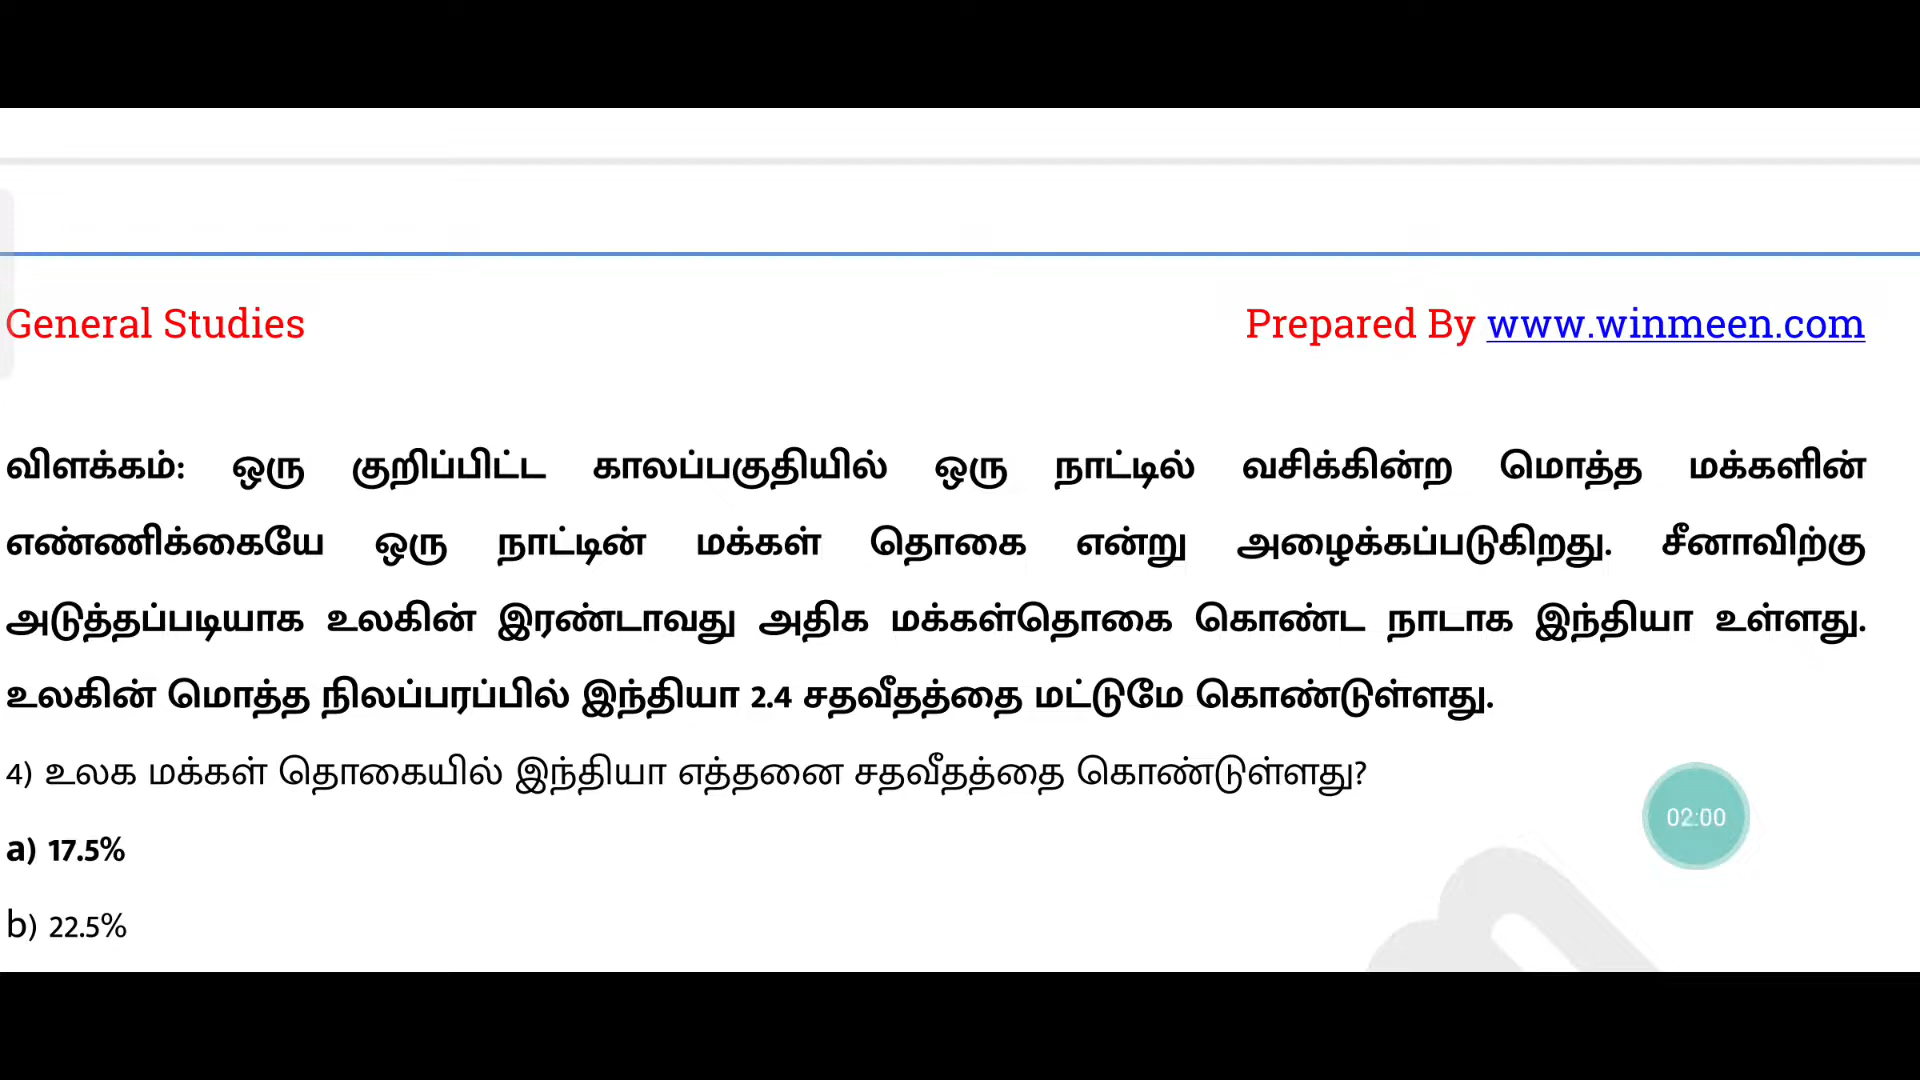 General Studies Prepared By www.winmeen.com
விளக்கம்: ஒரு குறிப்பிட்ட காலப்பகுதியில் ஒரு நாட்டில் வசிக்கின்ற மொத்த மக்களின்
எண்ணிக்கையே ஒரு நாட்டின் மக்கள் தொகை என்று அழைக்கப்படுகிறது. சீனாவிற்கு
அடுத்தப்படியாக உலகின் இரண்டாவது அதிக மக்கள்தொகை கொண்ட நாடாக இந்தியா உள்ளது.
உலகின் மொத்த நிலப்பரப்பில் இந்தியா 2.4 சதவீதத்தை மட்டுமே கொண்டுள்ளது.
4) உலக மக்கள் தொகையில் இந்தியா எத்தனை சதவீதத்தை கொண்டுள்ளது?
02:00
a) 17.5%
b) 22.5%